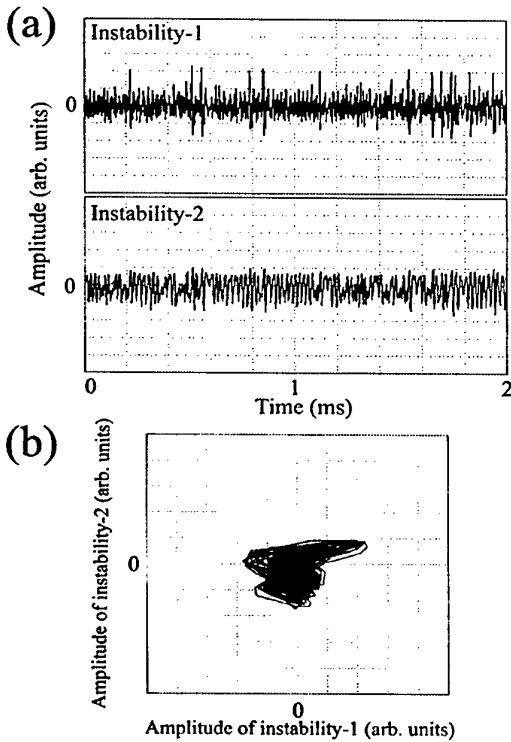 (a)
Instability-1
0
Instability-2
0
Amplitude (arb. units)
0 1 2
Time (ms)
(b)
Amplitude of instability-2 (arb. units)
0
0
Amplitude of instability-1 (arb. units)